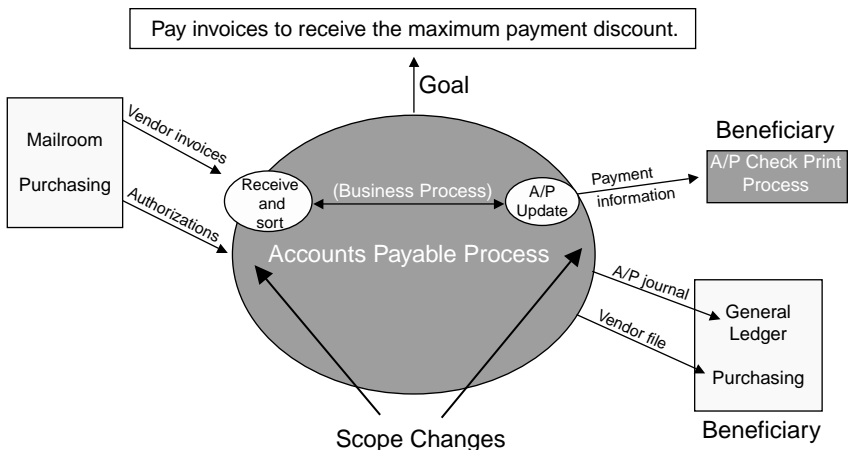 Pay invoices to receive the maximum payment discount.
Goal
Mailroom
Purchasing
Vendor invoices
Authorizations
Receive
and
sort
(Business Process)
A/P
Update
Accounts Payable Process
Payment
information
Beneficiary
A/P Check Print
Process
A/P journal
Vendor file
General
Ledger
Purchasing
Beneficiary
Scope Changes